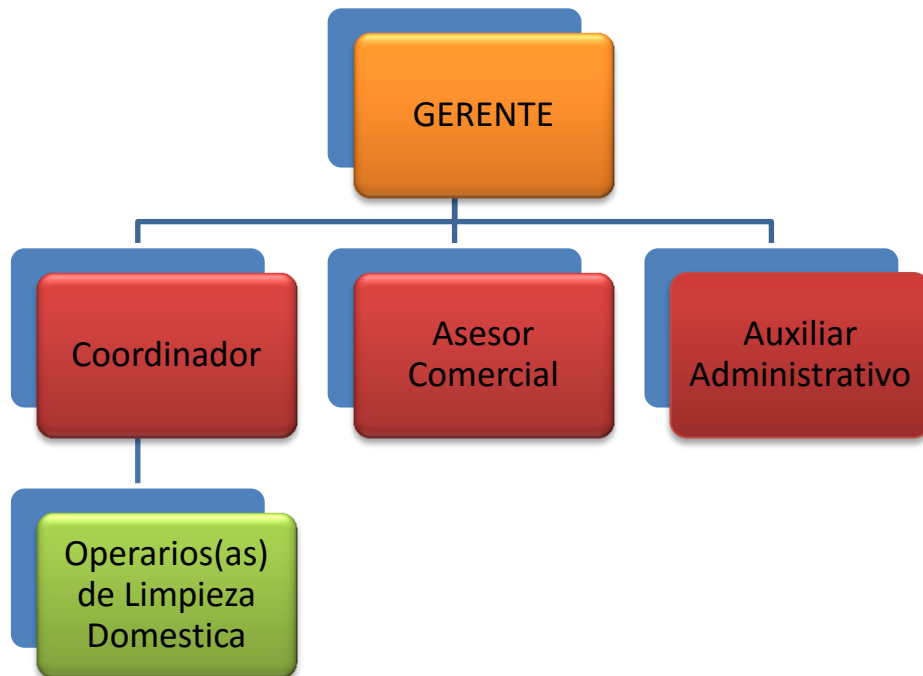 GERENTE
Coordinador
Asesor
Comercial
Auxiliar
Administrativo
Operarios(as)
de Limpieza
Domestica